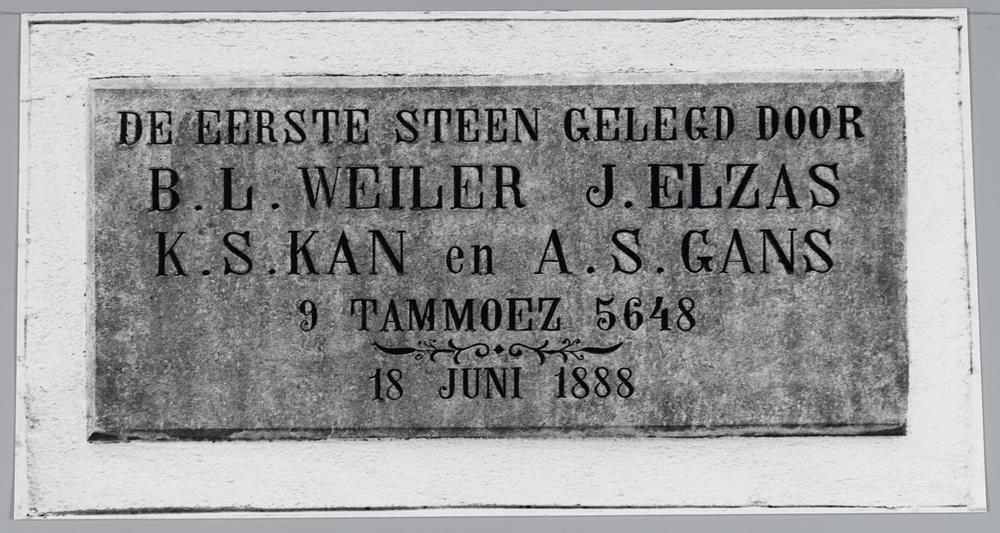 DE EERSTE STEEN GELEGD DOOR
B. L. WEILER J. ELZAS
K. S. KAN en A. S. GANS
9 TAMMOEZ 5648
18 JUNI 1888